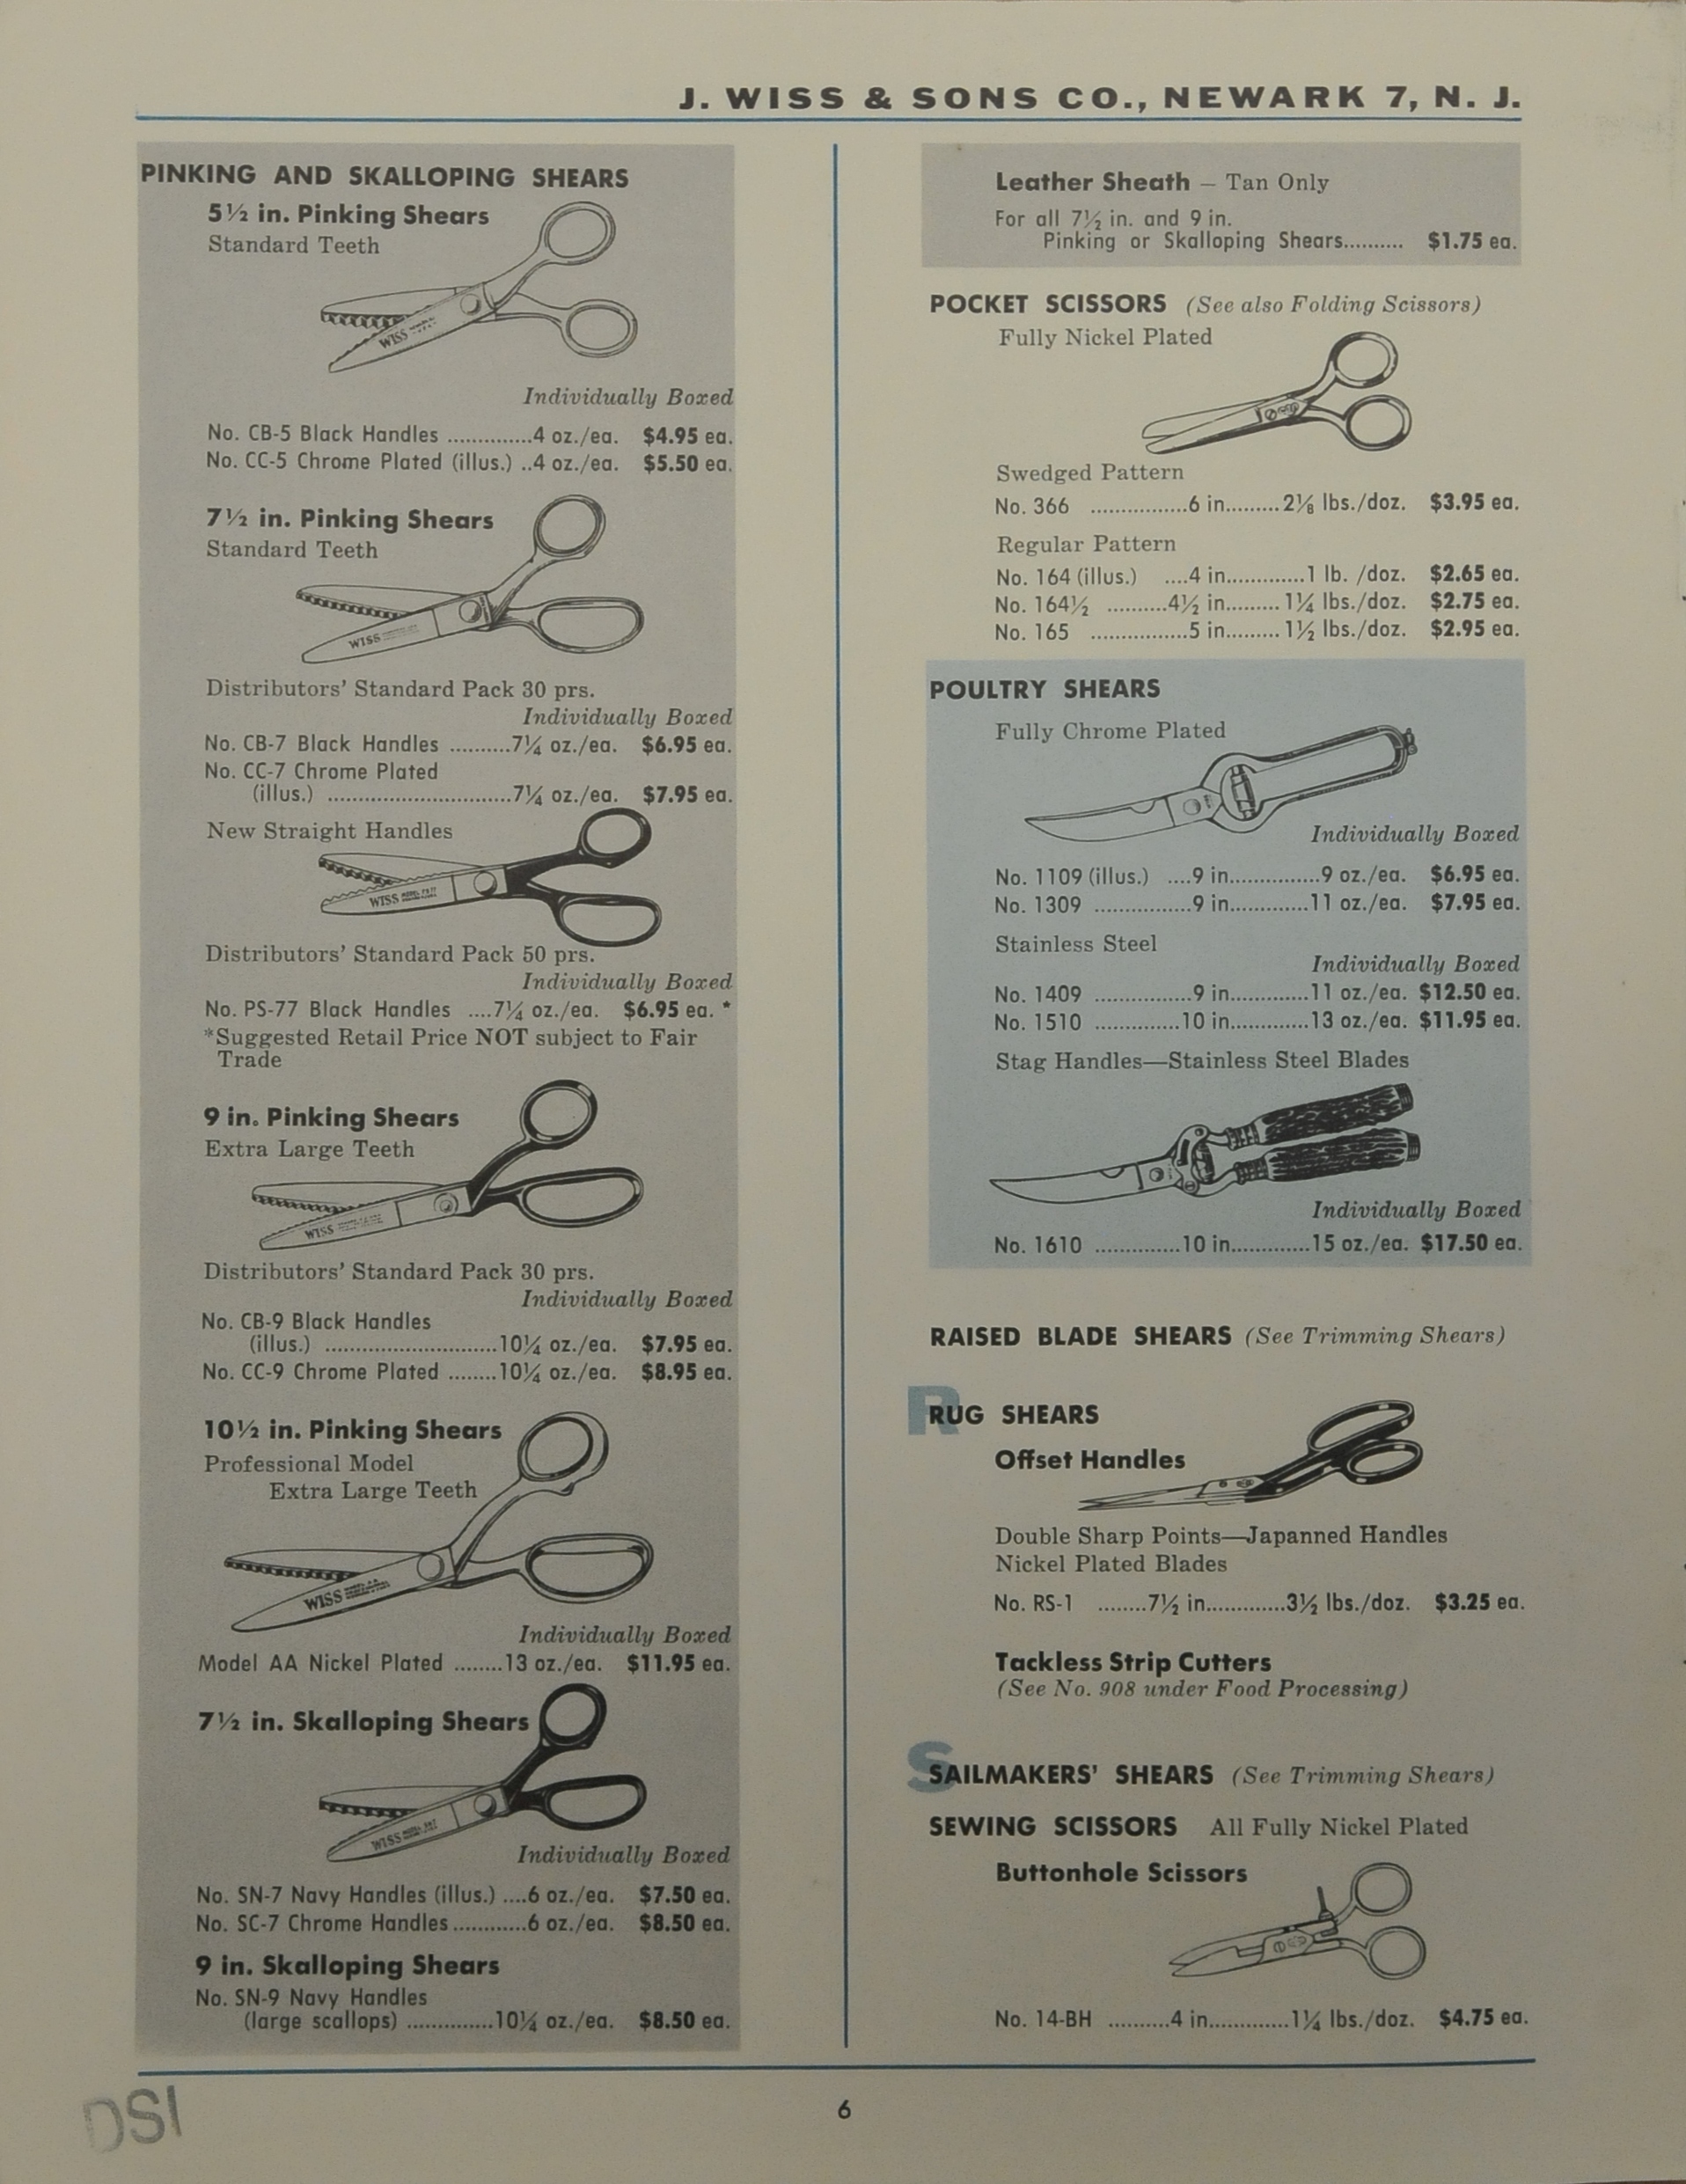 J. WISS & SONS CO., NEWARK 7, N. J.
PINKING AND SKALLOPING SHEARS
5½ in. Pinking Shears
Standard Teeth
WISS
Individually Boxed
No. CB-5 Black Handles ..............4 oz./ea. $4.95 ea.
No. CC-5 Chrome Plated (illus.) ..4 oz./ea. $5.50 ea.
7½ in. Pinking Shears
Standard Teeth
WISS
Distributors' Standard Pack 30 prs.
Individually Boxed
No. CB-7 Black Handles ..........7¼ oz./ea. $6.95 ea.
No. CC-7 Chrome Plated
(illus.) ..............................7¼ oz./ea. $7.95 ea.
New Straight Handles
WISS
Distributors' Standard Pack 50 prs.
Individually Boxed
No. PS-77 Black Handles ....7¼ oz./ea. $6.95 ea. *
*Suggested Retail Price NOT subject to Fair
Trade
9 in. Pinking Shears
Extra Large Teeth
WISS
Distributors' Standard Pack 30 prs.
Individually Boxed
No. CB-9 Black Handles
(illus.) ............................10¼ oz./ea. $7.95 ea.
No. CC-9 Chrome Plated ........10¼ oz./ea. $8.95 ea.
10½ in. Pinking Shears
Professional Model
Extra Large Teeth
WISS
Individually Boxed
Model AA Nickel Plated ........13 oz./ea. $11.95 ea.
7½ in. Skalloping Shears
WISS
Individually Boxed
No. SN-7 Navy Handles (illus.) ....6 oz./ea. $7.50 ea.
No. SC-7 Chrome Handles............6 oz./ea. $8.50 ea.
9 in. Skalloping Shears
No. SN-9 Navy Handles
(large scallops) ..............10¼ oz./ea. $8.50 ea.
Leather Sheath – Tan Only
For all 7½ in. and 9 in.
Pinking or Skalloping Shears.......... $1.75 ea.
POCKET SCISSORS (See also Folding Scissors)
Fully Nickel Plated
Swedged Pattern
No. 366 ................6 in.........2⅛ lbs./doz. $3.95 ea.
Regular Pattern
No. 164 (illus.) ....4 in.............1 lb. /doz. $2.65 ea.
No. 164½ ..........4½ in.........1¼ lbs./doz. $2.75 ea.
No. 165 ................5 in.........1½ lbs./doz. $2.95 ea.
POULTRY SHEARS
Fully Chrome Plated
Individually Boxed
No. 1109 (illus.) ....9 in...............9 oz./ea. $6.95 ea.
No. 1309 ................9 in.............11 oz./ea. $7.95 ea.
Stainless Steel
Individually Boxed
No. 1409 ................9 in.............11 oz./ea. $12.50 ea.
No. 1510 ..............10 in.............13 oz./ea. $11.95 ea.
Stag Handles—Stainless Steel Blades
Individually Boxed
No. 1610 ..............10 in.............15 oz./ea. $17.50 ea.
RAISED BLADE SHEARS (See Trimming Shears)
R
RUG SHEARS
Offset Handles
Double Sharp Points—Japanned Handles
Nickel Plated Blades
No. RS-1 ........7½ in.............3½ lbs./doz. $3.25 ea.
Tackless Strip Cutters
(See No. 908 under Food Processing)
S
SAILMAKERS' SHEARS (See Trimming Shears)
SEWING SCISSORS All Fully Nickel Plated
Buttonhole Scissors
No. 14-BH ..........4 in.............1¼ lbs./doz. $4.75 ea.
6
DSI